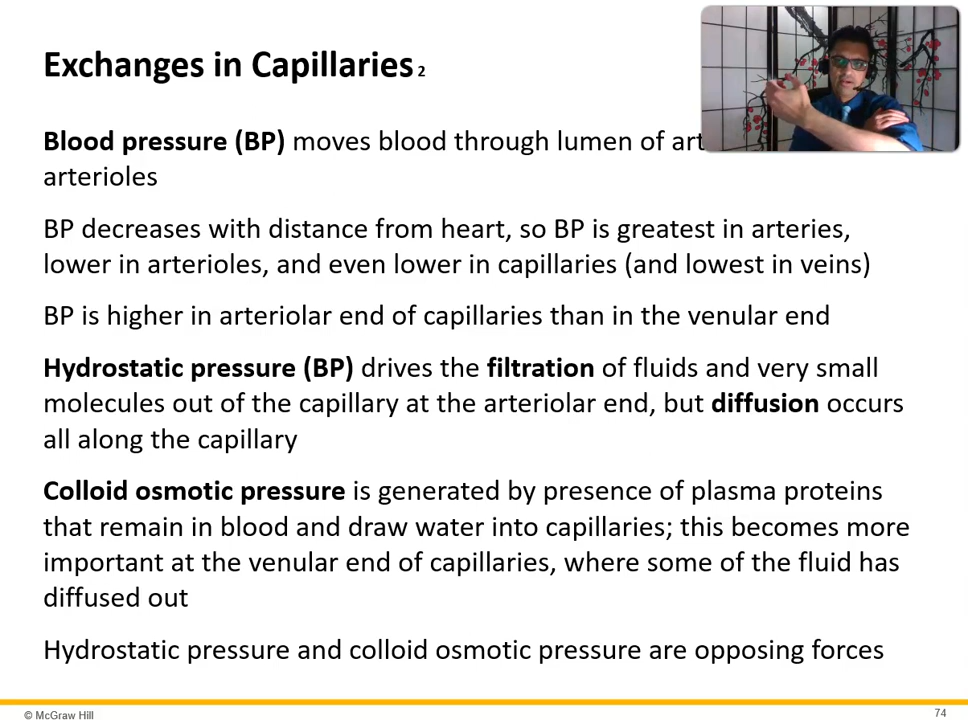 Exchanges in Capillaries 2
Blood pressure (BP) moves blood through lumen of
arterioles
BP decreases with distance from heart, so BP is greatest in arteries,
lower in arterioles, and even lower in capillaries (and lowest in veins)
BP is higher in arteriolar end of capillaries than in the venular end
Hydrostatic pressure (BP) drives the filtration of fluids and very small
molecules out of the capillary at the arteriolar end, but diffusion occurs
all along the capillary
Colloid osmotic pressure is generated by presence of plasma proteins
that remain in blood and draw water into capillaries; this becomes more
important at the venular end of capillaries, where some of the fluid has
diffused out
Hydrostatic pressure and colloid osmotic pressure are opposing forces
© McGraw Hill
74